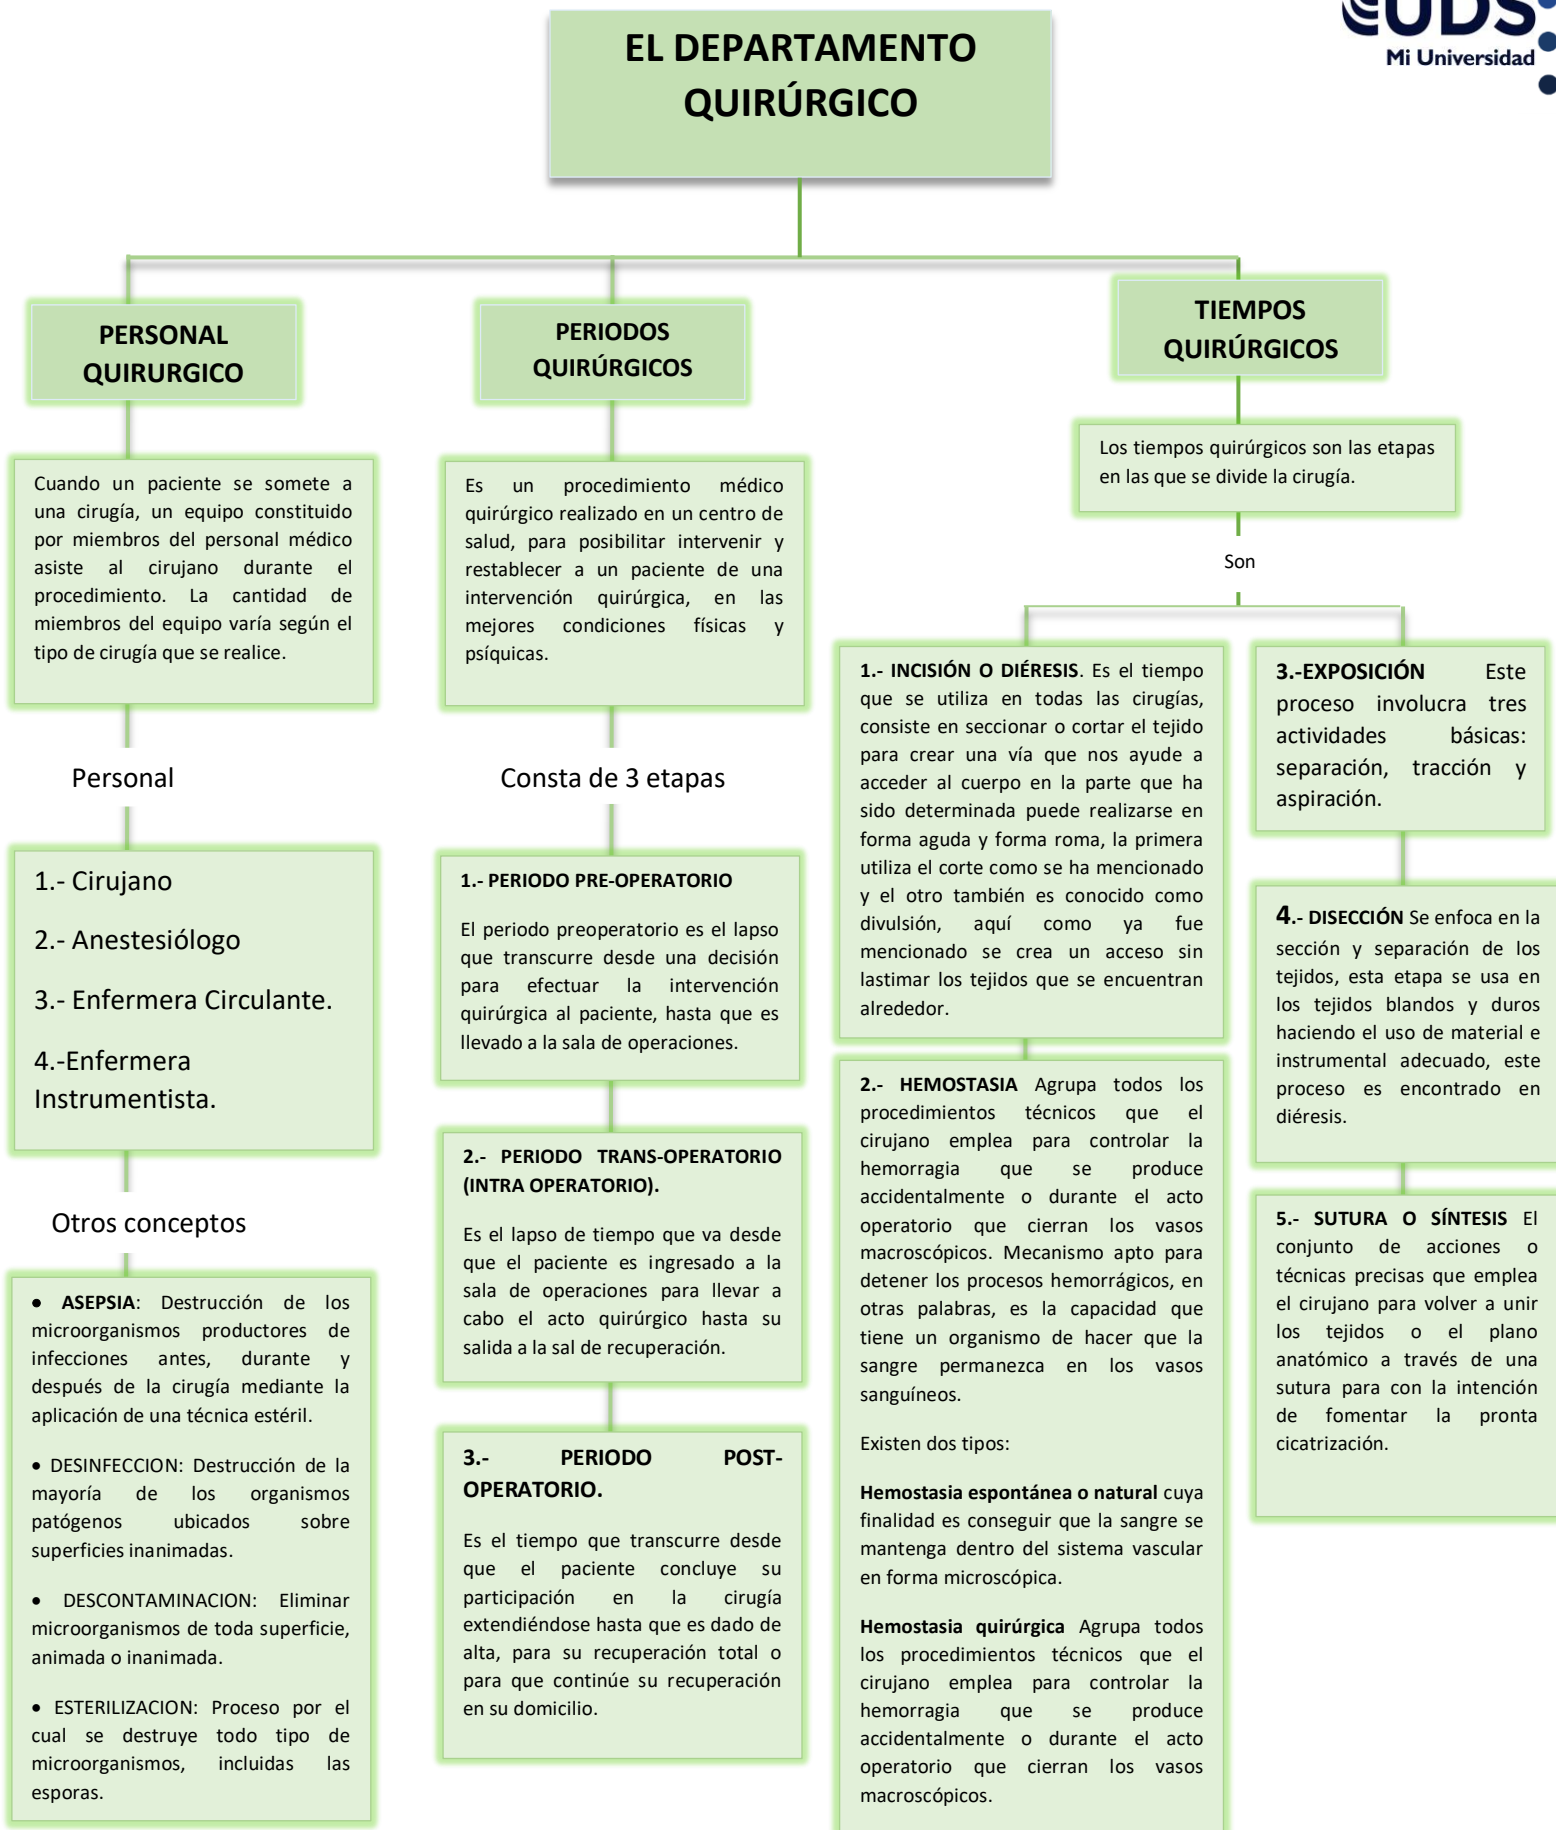 EL DEPARTAMENTO
QUIRÚRGICO
UDS
Mi Universidad
PERSONAL
QUIRURGICO
Cuando un paciente se somete a
una cirugía, un equipo constituido
por miembros del personal médico
asiste al cirujano durante el
procedimiento. La cantidad de
miembros del equipo varía según el
tipo de cirugía que se realice.
Personal
1.- Cirujano
2.- Anestesiólogo
3.- Enfermera Circulante.
4.-Enfermera
Instrumentista.
Otros conceptos
• ASEPSIA: Destrucción de los
microorganismos productores de
infecciones antes, durante y
después de la cirugía mediante la
aplicación de una técnica estéril.
• DESINFECCION: Destrucción de la
mayoría de los organismos
patógenos ubicados sobre
superficies inanimadas.
• DESCONTAMINACION: Eliminar
microorganismos de toda superficie,
animada o inanimada.
• ESTERILIZACION: Proceso por el
cual se destruye todo tipo de
microorganismos, incluidas las
esporas.
PERIODOS
QUIRÚRGICOS
Es un procedimiento médico
quirúrgico realizado en un centro de
salud, para posibilitar intervenir y
restablecer a un paciente de una
intervención quirúrgica, en las
mejores condiciones físicas y
psíquicas.
Consta de 3 etapas
1.- PERIODO PRE-OPERATORIO
El periodo preoperatorio es el lapso
que transcurre desde una decisión
para efectuar la intervención
quirúrgica al paciente, hasta que es
llevado a la sala de operaciones.
2.- PERIODO TRANS-OPERATORIO
(INTRA OPERATORIO).
Es el lapso de tiempo que va desde
que el paciente es ingresado a la
sala de operaciones para llevar a
cabo el acto quirúrgico hasta su
salida a la sal de recuperación.
3.- PERIODO POST-
OPERATORIO.
Es el tiempo que transcurre desde
que el paciente concluye su
participación en la cirugía
extendiéndose hasta que es dado de
alta, para su recuperación total o
para que continúe su recuperación
en su domicilio.
TIEMPOS
QUIRÚRGICOS
Los tiempos quirúrgicos son las etapas
en las que se divide la cirugía.
Son
1.- INCISIÓN O DIÉRESIS. Es el tiempo
que se utiliza en todas las cirugías,
consiste en seccionar o cortar el tejido
para crear una vía que nos ayude a
acceder al cuerpo en la parte que ha
sido determinada puede realizarse en
forma aguda y forma roma, la primera
utiliza el corte como se ha mencionado
y el otro también es conocido como
divulsión, aquí como ya fue
mencionado se crea un acceso sin
lastimar los tejidos que se encuentran
alrededor.
2.- HEMOSTASIA Agrupa todos los
procedimientos técnicos que el
cirujano emplea para controlar la
hemorragia que se produce
accidentalmente o durante el acto
operatorio que cierran los vasos
macroscópicos. Mecanismo apto para
detener los procesos hemorrágicos, en
otras palabras, es la capacidad que
tiene un organismo de hacer que la
sangre permanezca en los vasos
sanguíneos.
Existen dos tipos:
Hemostasia espontánea o natural cuya
finalidad es conseguir que la sangre se
mantenga dentro del sistema vascular
en forma microscópica.
Hemostasia quirúrgica Agrupa todos
los procedimientos técnicos que el
cirujano emplea para controlar la
hemorragia que se produce
accidentalmente o durante el acto
operatorio que cierran los vasos
macroscópicos.
3.-EXPOSICIÓN Este
proceso involucra tres
actividades básicas:
separación, tracción y
aspiración.
4.- DISECCIÓN Se enfoca en la
sección y separación de los
tejidos, esta etapa se usa en
los tejidos blandos y duros
haciendo el uso de material e
instrumental adecuado, este
proceso es encontrado en
diéresis.
5.- SUTURA O SÍNTESIS El
conjunto de acciones o
técnicas precisas que emplea
el cirujano para volver a unir
los tejidos o el plano
anatómico a través de una
sutura para con la intención
de fomentar la pronta
cicatrización.